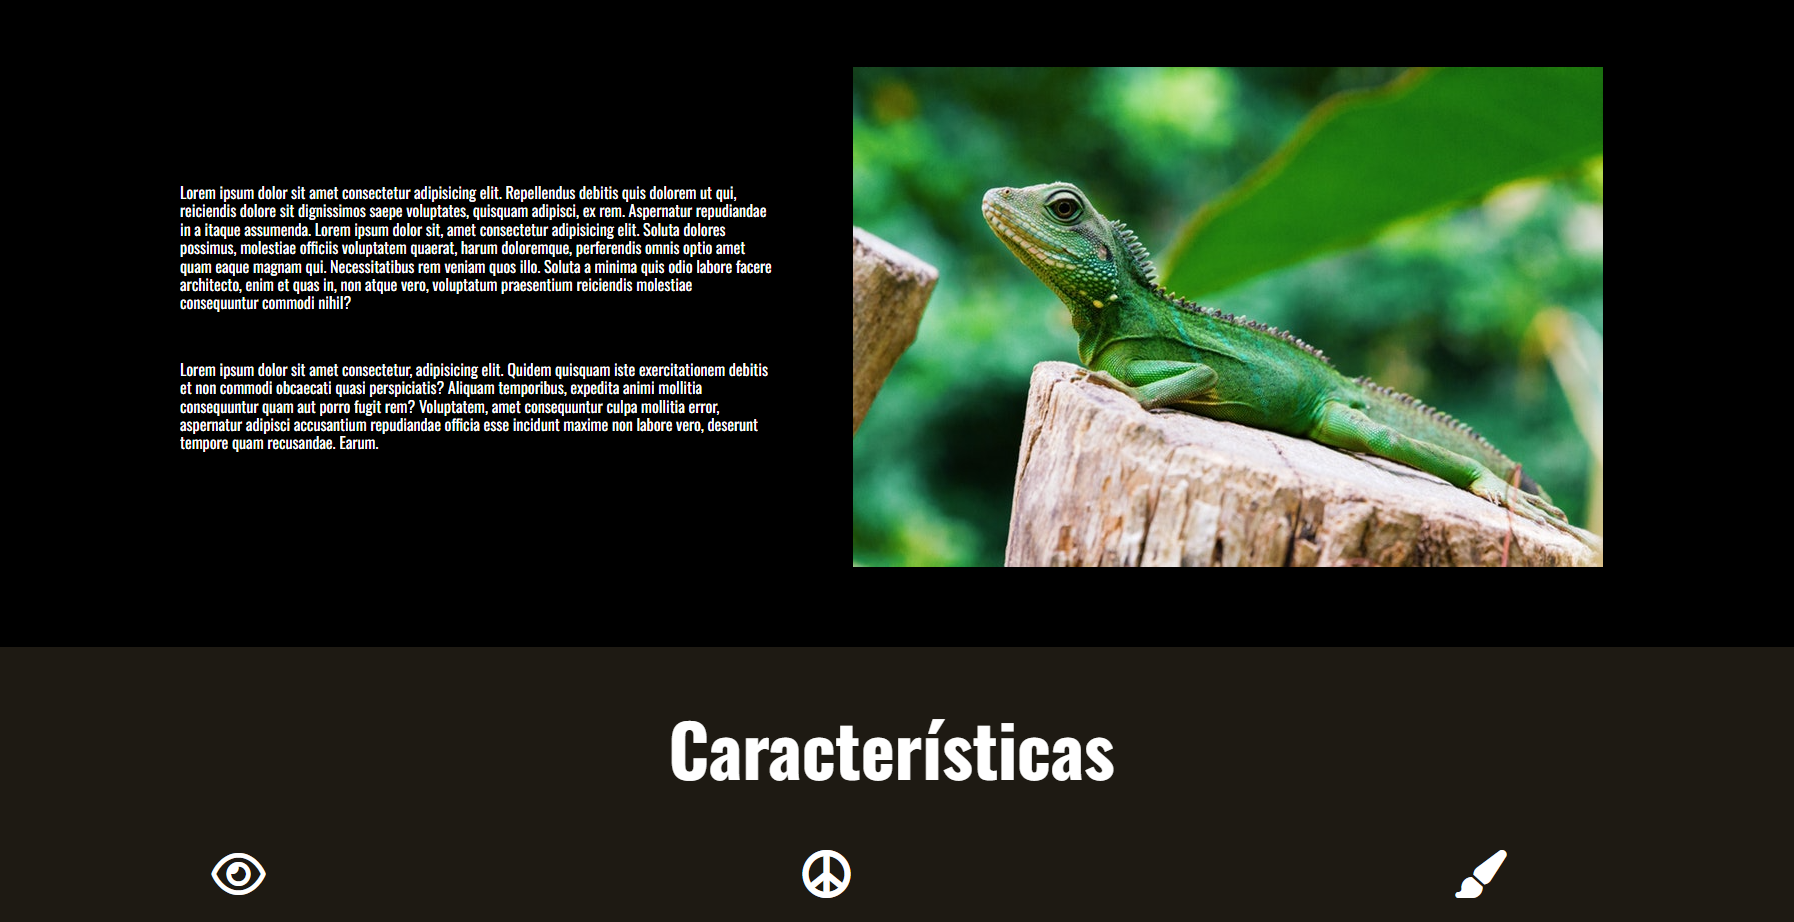 Lorem ipsum dolor sit amet consectetur adipisicing elit. Repellendus debitis quis dolorem ut qui,
reiciendis dolore sit dignissimos saepe voluptates, quisquam adipisci, ex rem. Aspernatur repudiandae
in a itaque assumenda. Lorem ipsum dolor sit, amet consectetur adipisicing elit. Soluta dolores
possimus, molestiae officiis voluptatem quaerat, harum doloremque, perferendis omnis optio amet
quam eaque magnam qui. Necessitatibus rem veniam quos illo. Soluta a minima quis odio labore facere
architecto, enim et quas in, non atque vero, voluptatum praesentium reiciendis molestiae
consequuntur commodi nihil?
Lorem ipsum dolor sit amet consectetur, adipisicing elit. Quidem quisquam iste exercitationem debitis
et non commodi obcaecati quasi perspiciatis? Aliquam temporibus, expedita animi mollitia
consequuntur quam aut porro fugit rem? Voluptatem, amet consequuntur culpa mollitia error,
aspernatur adipisci accusantium repudiandae officia esse incidunt maxime non labore vero, deserunt
tempore quam recusandae. Earum.
Características